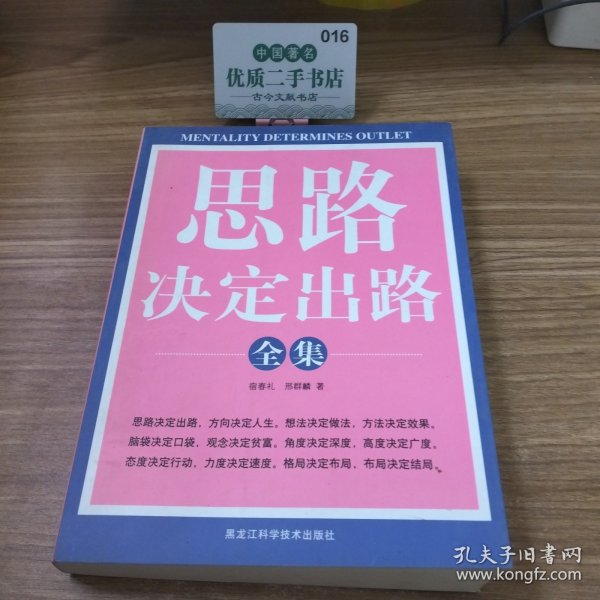 016
中国著名
优质二手书店
古今文献书店
MENTALITY DETERMINES OUTLET
思路
决定出路
全集
宿春礼 邢群麟 著
思路决定出路，方向决定人生。想法决定做法，方法决定效果。
脑袋决定口袋，观念决定贫富。角度决定深度，高度决定广度。
态度决定行动，力度决定速度。格局决定布局，布局决定结局。
黑龙江科学技术出版社
孔夫子旧书网
www.kongfz.com